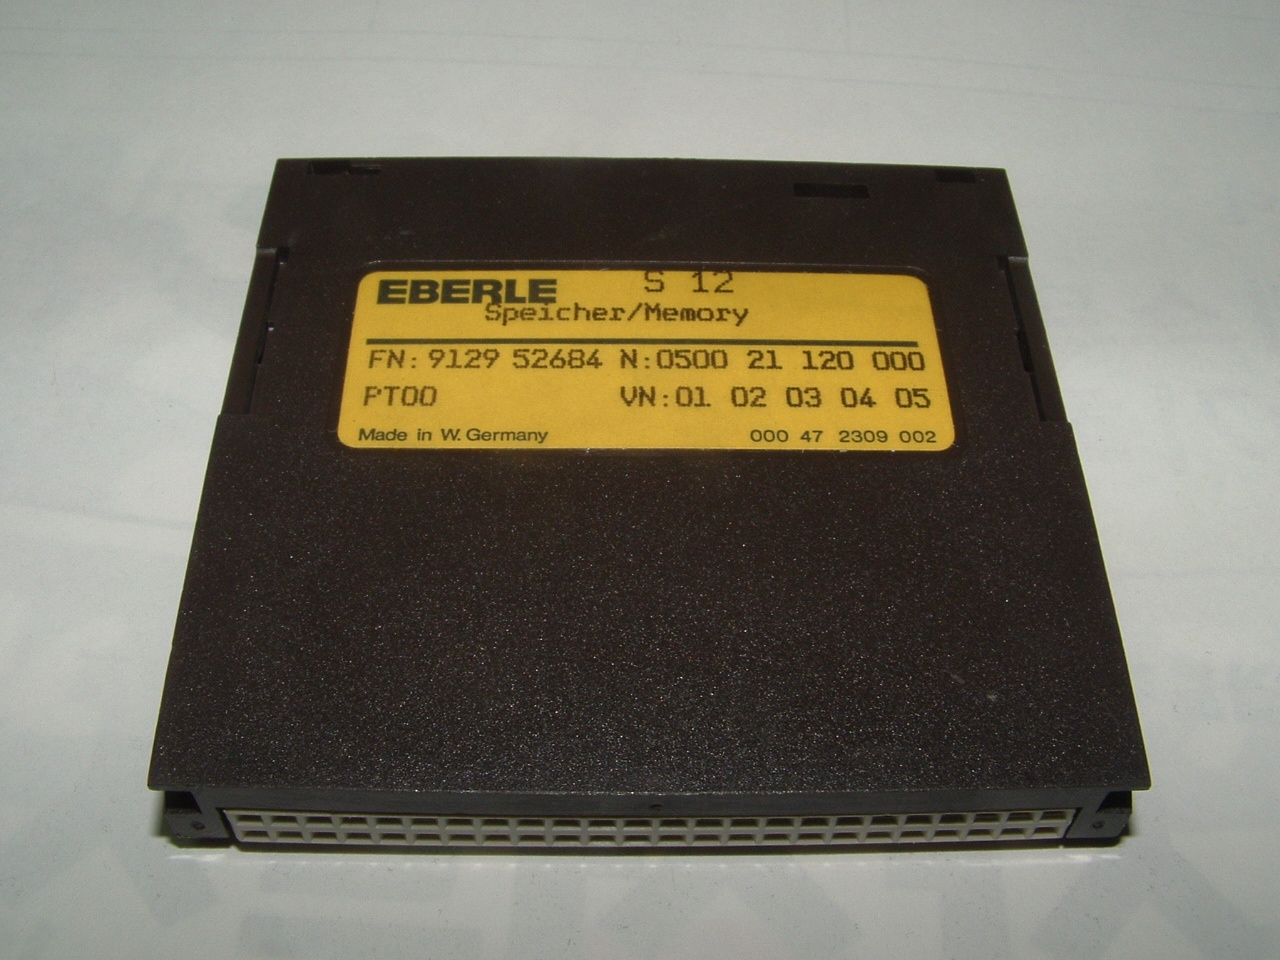 EBERLE S 12
Speicher/Memory
FN: 9129 52684 N:0500 21 120 000
PT00 VN:01 02 03 04 05
Made in W. Germany 000 47 2309 002